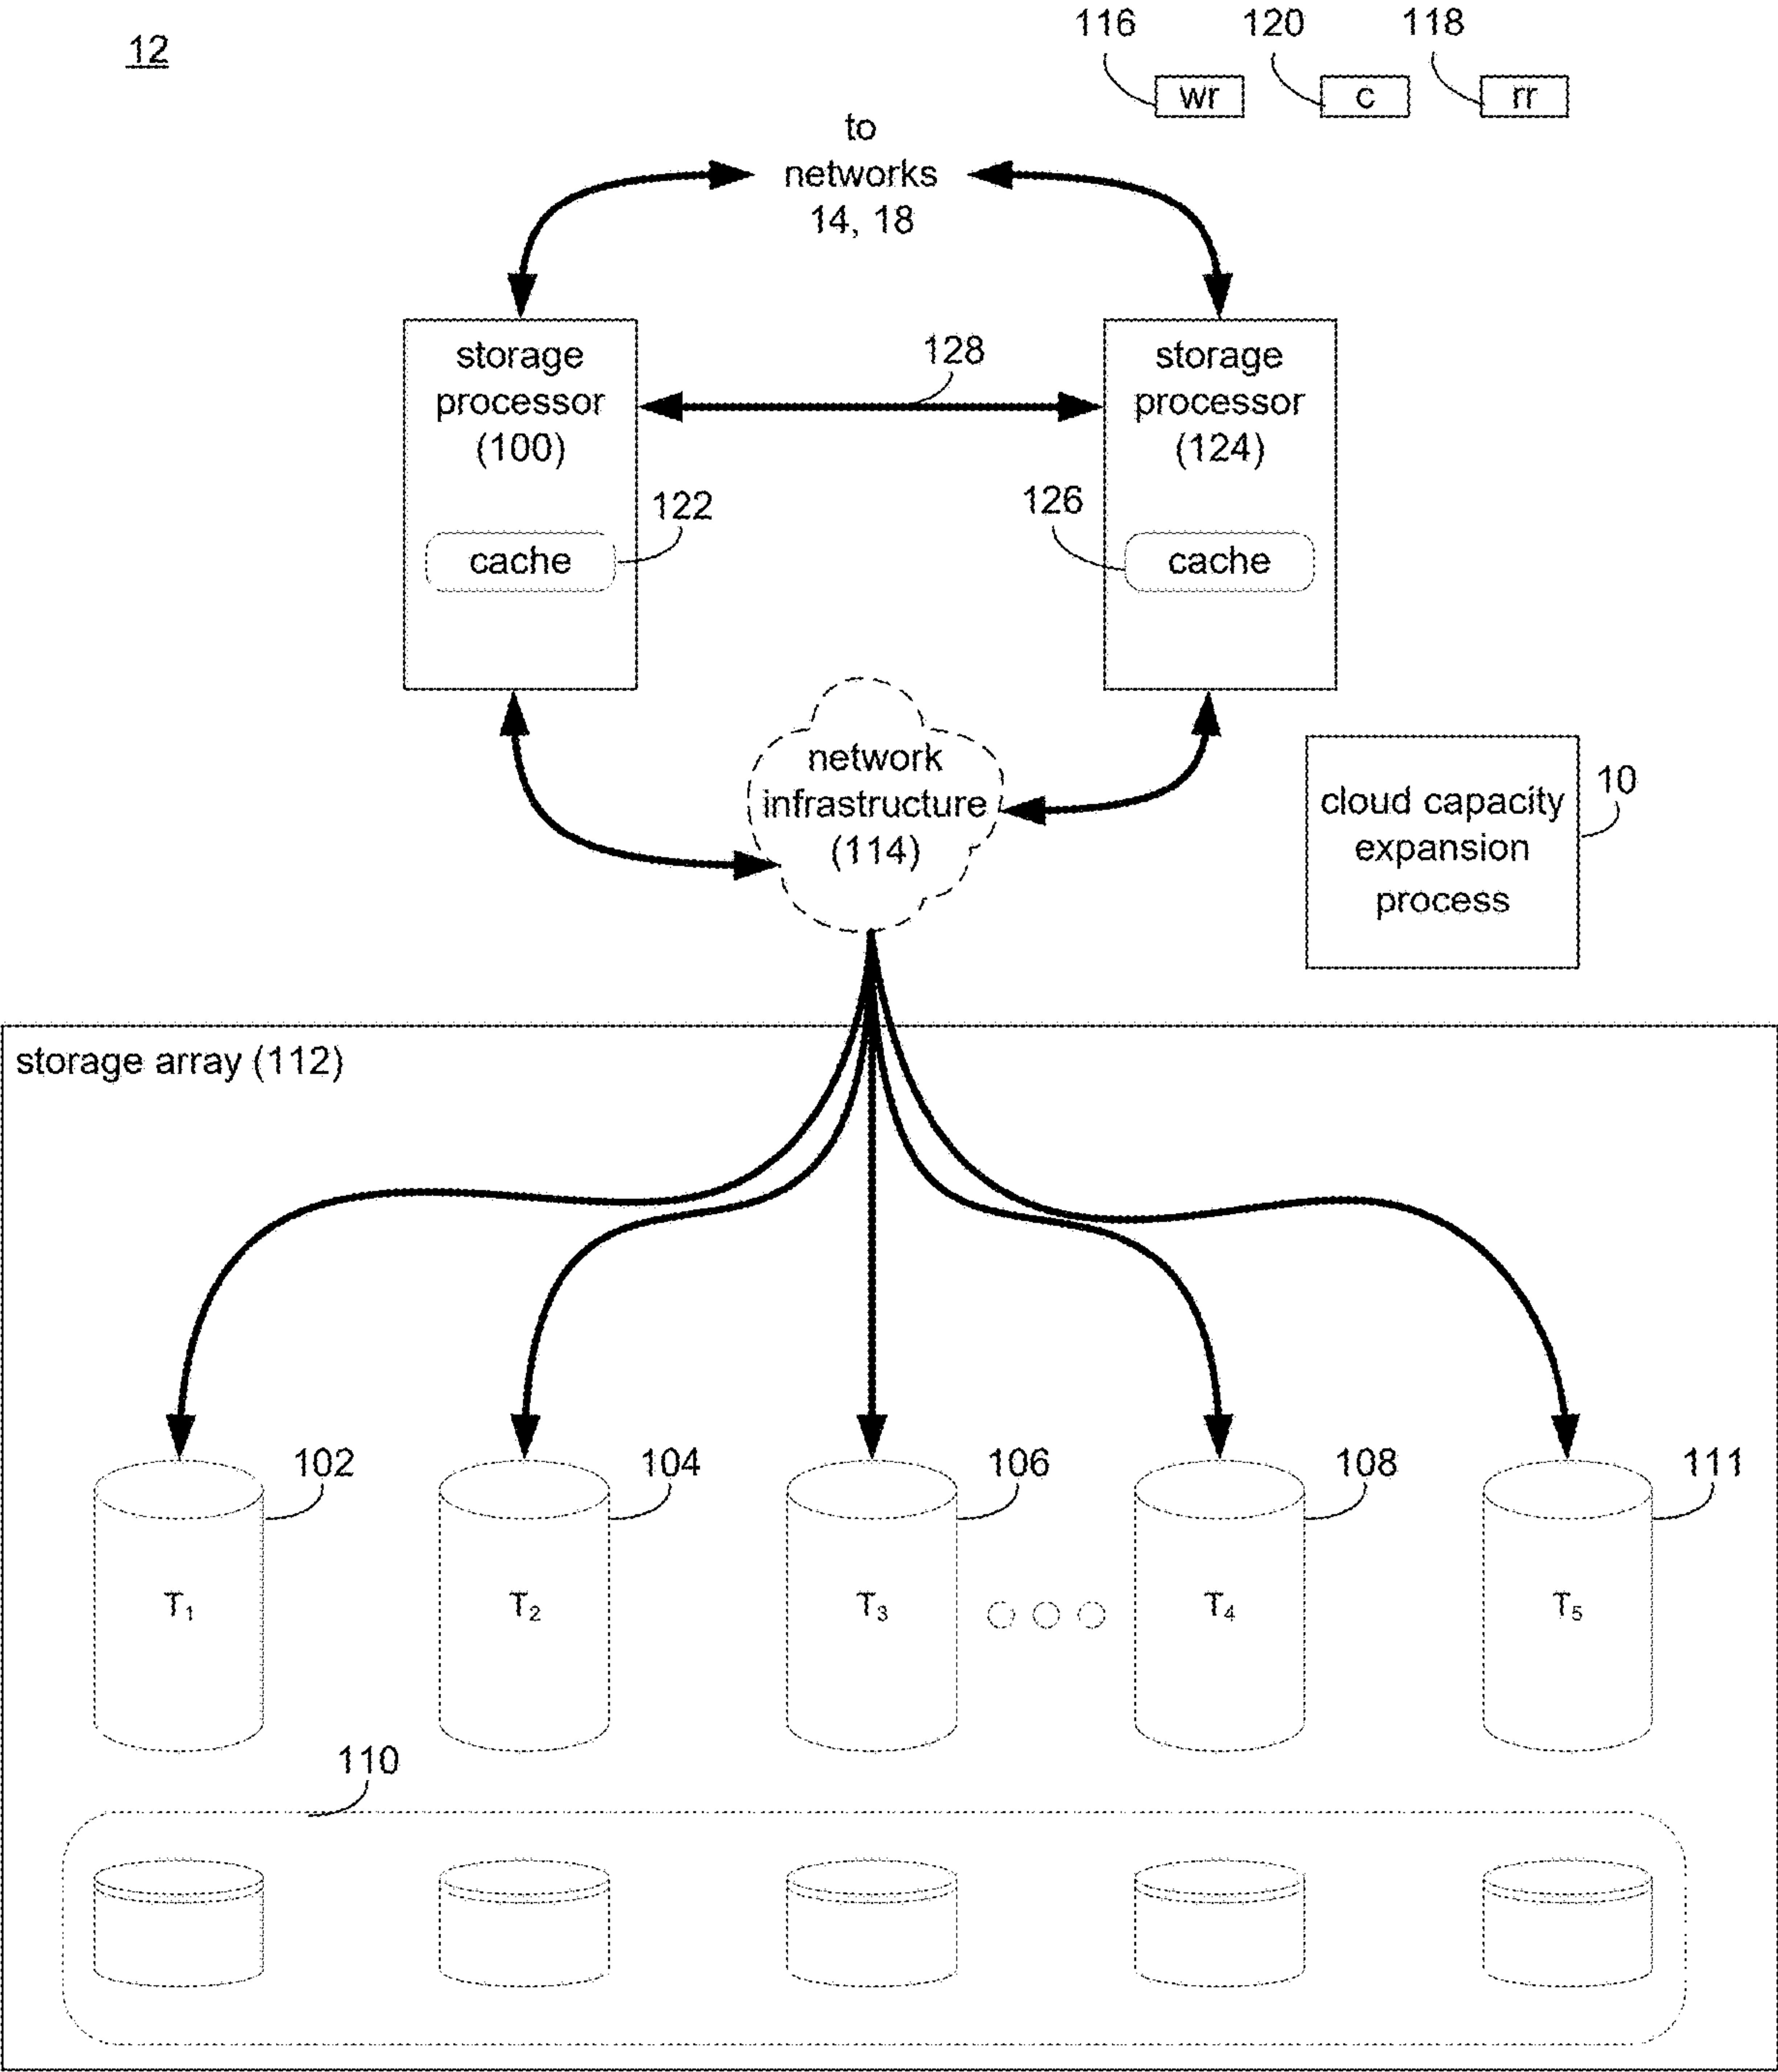 12
116
120
118
wr
c
rr
to
networks
14, 18
storage
processor
(100)
128
storage
processor
(124)
122
cache
126
cache
network
infrastructure
(114)
cloud capacity
expansion
process
10
storage array (112)
102
104
106
108
111
T₁
T₂
T₃
T₄
T₅
110